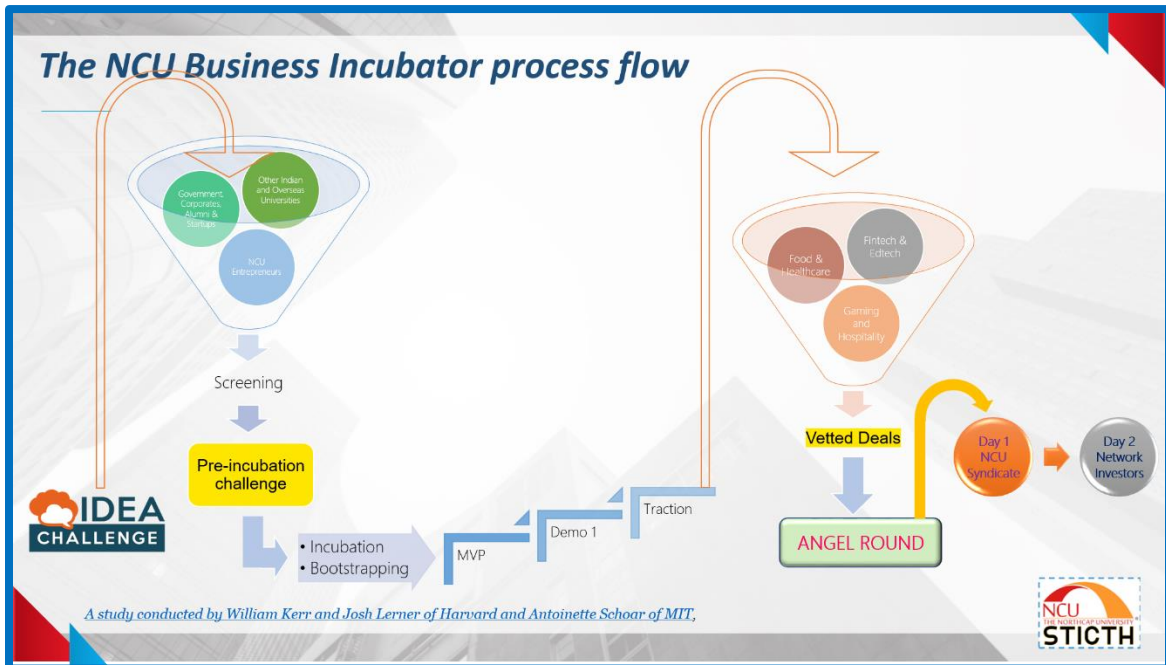 The NCU Business Incubator process flow
Government,
Corporates,
Alumni &
Startups
Other Indian
and Overseas
Universities
NCU
Entrepreneurs
Screening
Pre-incubation
challenge
IDEA
CHALLENGE
• Incubation
• Bootstrapping
MVP
Demo 1
Traction
Food &
Healthcare
Fintech &
Edtech
Gaming
and
Hospitality
Vetted Deals
ANGEL ROUND
Day 1
NCU
Syndicate
Day 2
Network
Investors
A study conducted by William Kerr and Josh Lerner of Harvard and Antoinette Schoar of MIT,
NCU
THE NORTHCAP UNIVERSITY
STICTH